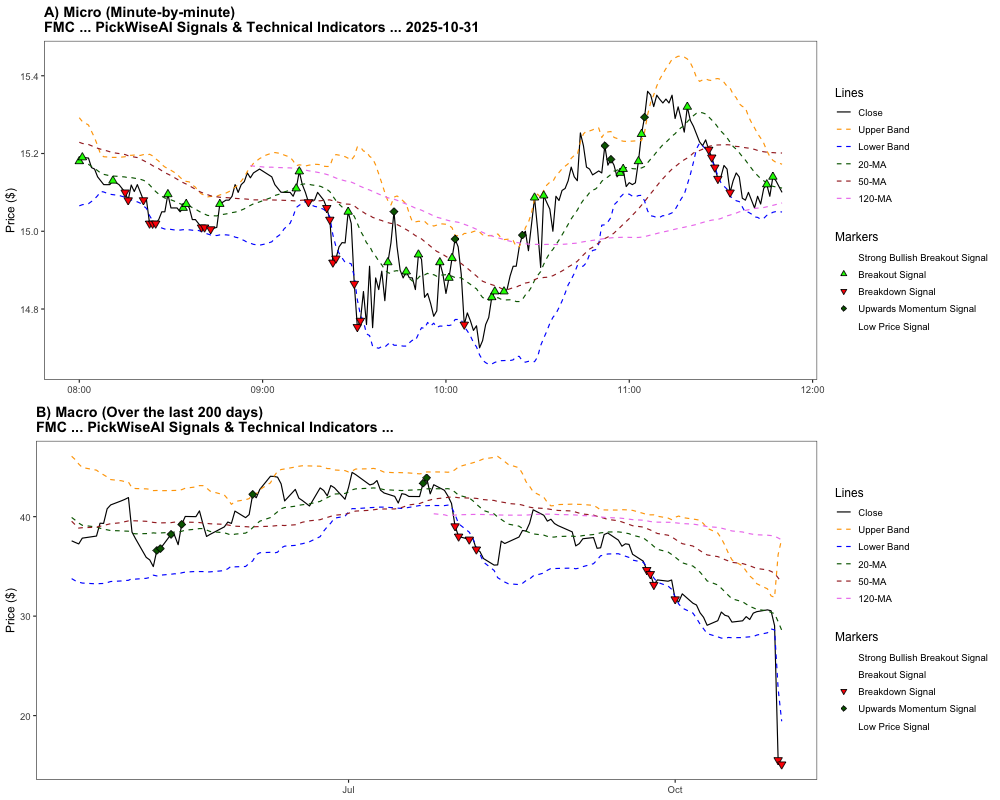 A) Micro (Minute-by-minute)
FMC ... PickWiseAI Signals & Technical Indicators ... 2025-10-31
Price ($)
15.4
15.2
15.0
14.8
08:00
09:00
10:00
11:00
12:00
Lines
Close
Upper Band
Lower Band
20-MA
50-MA
120-MA
Markers
Strong Bullish Breakout Signal
Breakout Signal
Breakdown Signal
Upwards Momentum Signal
Low Price Signal
B) Macro (Over the last 200 days)
FMC ... PickWiseAI Signals & Technical Indicators ...
Price ($)
40
30
20
Jul
Oct
Lines
Close
Upper Band
Lower Band
20-MA
50-MA
120-MA
Markers
Strong Bullish Breakout Signal
Breakout Signal
Breakdown Signal
Upwards Momentum Signal
Low Price Signal